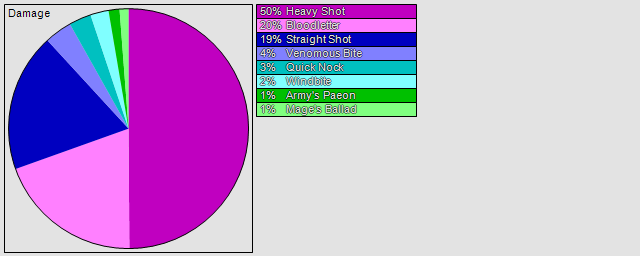 Damage
50% Heavy Shot
20% Bloodletter
19% Straight Shot
4% Venomous Bite
3% Quick Nock
2% Windbite
1% Army's Paeon
1% Mage's Ballad